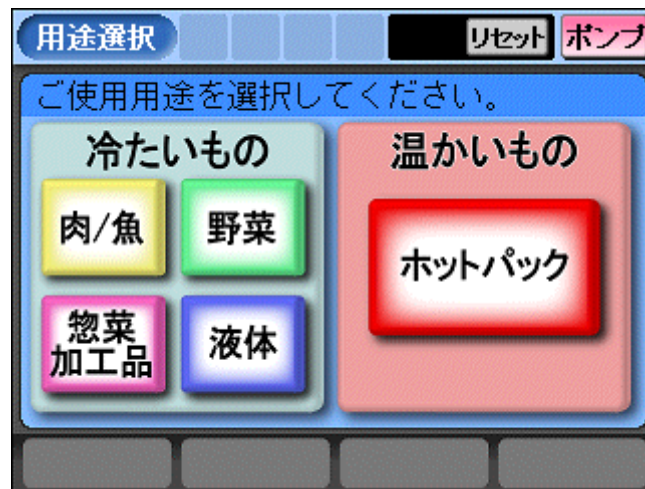 用途選択
リセット
ポンプ
ご使用用途を選択してください。
冷たいもの
温かいもの
肉/魚
野菜
ホットパック
惣菜
加工品
液体